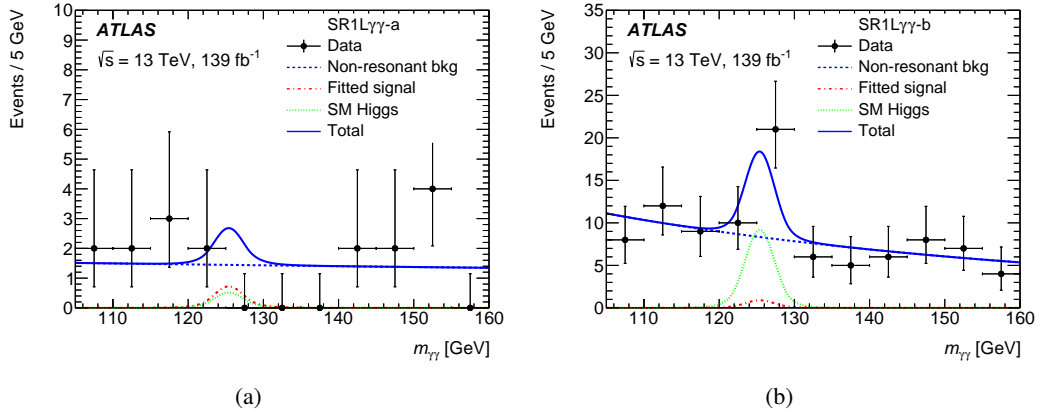 ATLAS
√s = 13 TeV, 139 fb⁻¹
SR1Lγγ-a
Data
Non-resonant bkg
Fitted signal
SM Higgs
Total
Events / 5 GeV
10
9
8
7
6
5
4
3
2
1
0
110 120 130 140 150 160
mγγ [GeV]
(a)
ATLAS
√s = 13 TeV, 139 fb⁻¹
SR1Lγγ-b
Data
Non-resonant bkg
Fitted signal
SM Higgs
Total
Events / 5 GeV
35
30
25
20
15
10
5
0
110 120 130 140 150 160
mγγ [GeV]
(b)